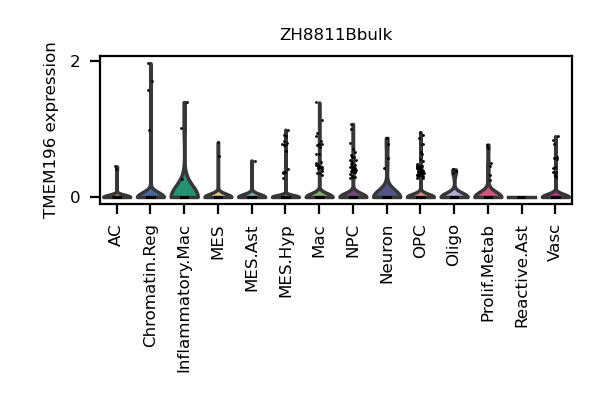 ZH8811Bbulk
TMEM196 expression
2
0
AC
Chromatin.Reg
Inflammatory.Mac
MES
MES.Ast
MES.Hyp
Mac
NPC
Neuron
OPC
Oligo
Prolif.Metab
Reactive.Ast
Vasc